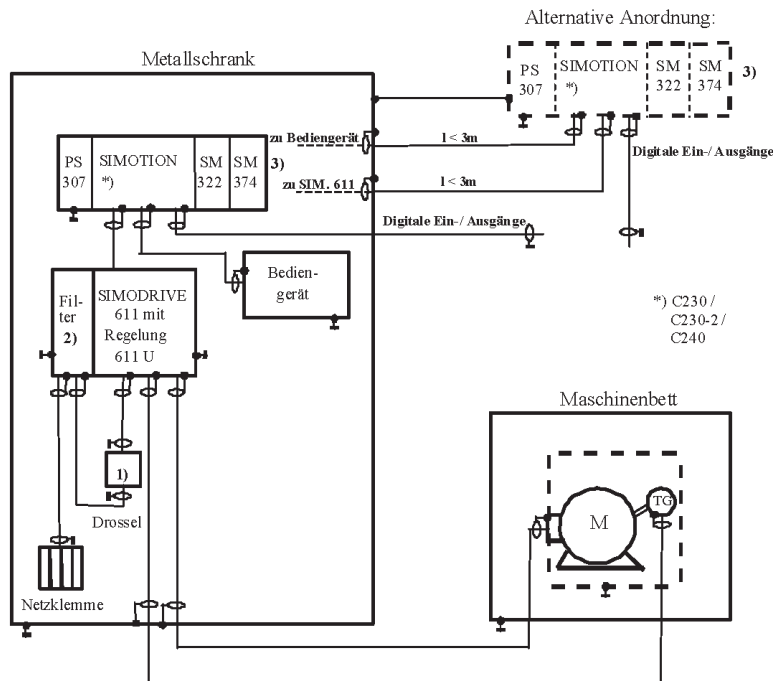 Alternative Anordnung:
Metallschrank
PS
307
SIMOTION
*)
SM
322
SM
374
3)
zu Bediengerät
l < 3m
Digitale Ein-/ Ausgänge
PS
307
SIMOTION
*)
SM
322
SM
374
3)
zu SIM. 611
l < 3m
Digitale Ein-/ Ausgänge
Bedien-
gerät
Fil-
ter
2)
SIMODRIVE
611 mit
Regelung
611 U
*) C230 /
C230-2 /
C240
Maschinenbett
1)
Drossel
M
TG
Netzklemme